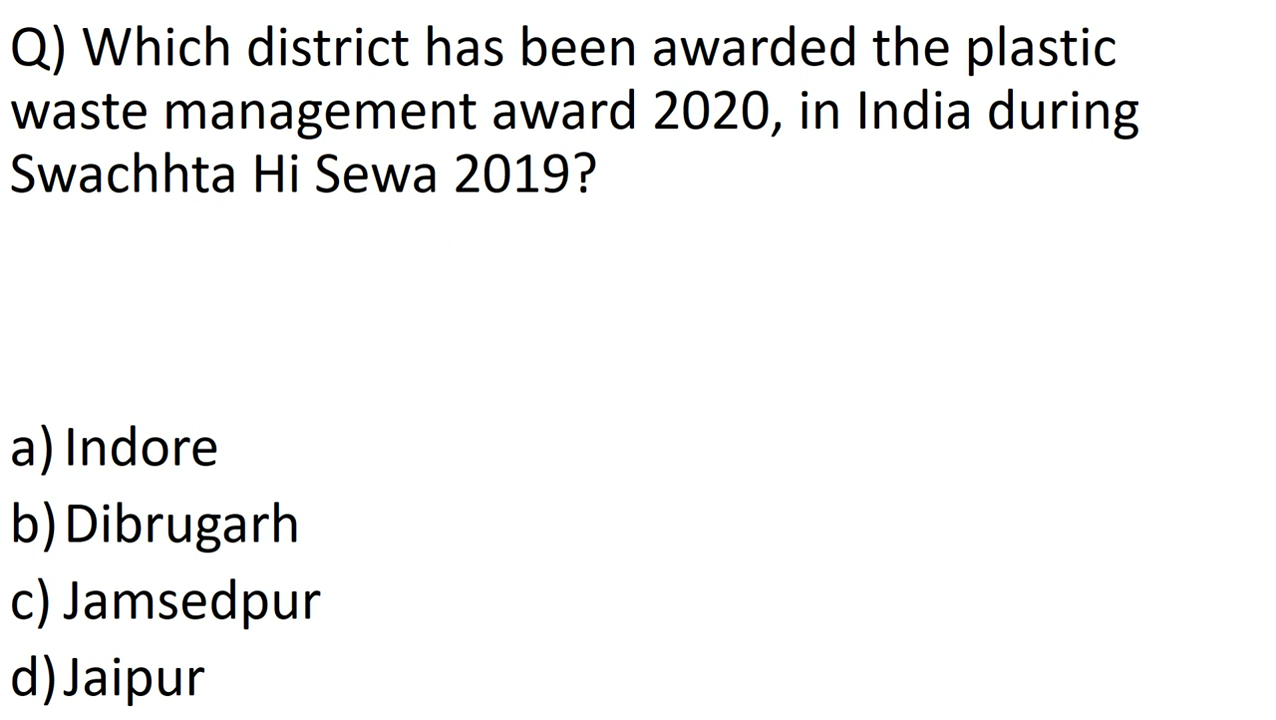 Q) Which district has been awarded the plastic
waste management award 2020, in India during
Swachhta Hi Sewa 2019?
a) Indore
b) Dibrugarh
c) Jamsedpur
d) Jaipur